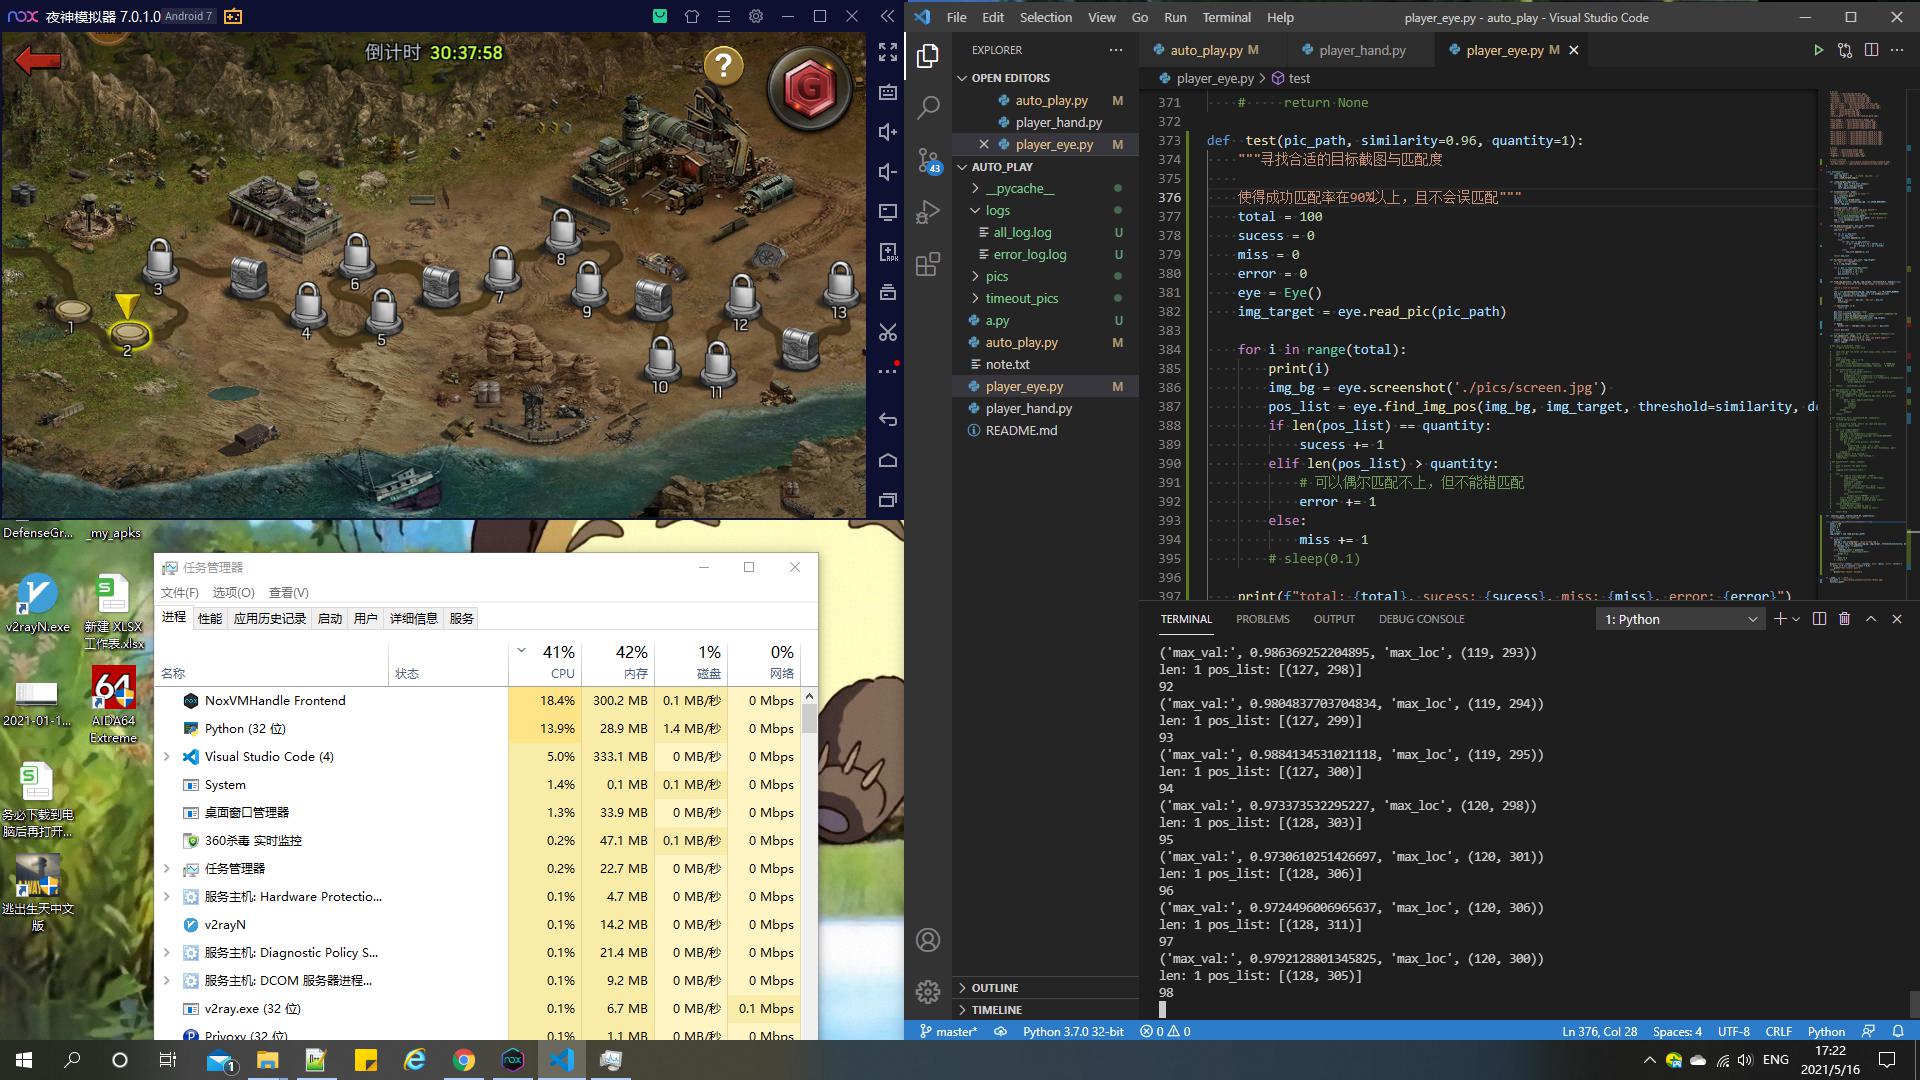 nox 夜神模拟器 7.0.1.0 Android 7
倒计时 30:37:58
?
G
1
2
3
4
5
6
7
8
9
10
11
12
13
DefenseGr...
_my_apks
v2rayN.exe
新建 XLSX
工作表.xlsx
2021-01-1...
64
AIDA64
Extreme
务必下载到电
脑后再打开...
逃出生天中文
版
任务管理器
文件(F) 选项(O) 查看(V)
进程 性能 应用历史记录 启动 用户 详细信息 服务
41% 42% 1% 0%
名称 状态 CPU 内存 磁盘 网络
NoxVMHandle Frontend 18.4% 300.2 MB 0.1 MB/秒 0 Mbps
Python (32 位) 13.9% 28.9 MB 1.4 MB/秒 0 Mbps
Visual Studio Code (4) 5.0% 333.1 MB 0 MB/秒 0 Mbps
System 1.4% 0.1 MB 0.1 MB/秒 0 Mbps
桌面窗口管理器 1.3% 33.9 MB 0 MB/秒 0 Mbps
360杀毒 实时监控 0.2% 47.1 MB 0.1 MB/秒 0 Mbps
任务管理器 0.2% 22.7 MB 0 MB/秒 0 Mbps
服务主机: Hardware Protectio... 0.1% 4.7 MB 0 MB/秒 0 Mbps
v2rayN 0.1% 14.2 MB 0 MB/秒 0 Mbps
服务主机: Diagnostic Policy S... 0.1% 21.4 MB 0 MB/秒 0 Mbps
服务主机: DCOM 服务器进程... 0.1% 9.2 MB 0 MB/秒 0 Mbps
v2ray.exe (32 位) 0.1% 6.7 MB 0 MB/秒 0.1 Mbps
Privoxy (32 位) 0.1% 1.1 MB 0 MB/秒 0 Mbps
File Edit Selection View Go Run Terminal Help
player_eye.py - auto_play - Visual Studio Code
EXPLORER
OPEN EDITORS
auto_play.py M
player_hand.py
player_eye.py M
AUTO_PLAY
__pycache__
logs
all_log.log U
error_log.log U
pics
timeout_pics
a.py U
auto_play.py M
note.txt
player_eye.py M
player_hand.py
README.md
OUTLINE
TIMELINE
43
auto_play.py M player_hand.py player_eye.py M
player_eye.py > test
371 # return None
372
373 def test(pic_path, similarity=0.96, quantity=1):
374 """寻找合适的目标截图与匹配度
375
376 使得成功匹配率在90%以上，且不会误匹配"""
377 total = 100
378 sucess = 0
379 miss = 0
380 error = 0
381 eye = Eye()
382 img_target = eye.read_pic(pic_path)
383
384 for i in range(total):
385 print(i)
386 img_bg = eye.screenshot('./pics/screen.jpg')
387 pos_list = eye.find_img_pos(img_bg, img_target, threshold=similarity, d
388 if len(pos_list) == quantity:
389 sucess += 1
390 elif len(pos_list) > quantity:
391 # 可以偶尔匹配不上，但不能错匹配
392 error += 1
393 else:
394 miss += 1
395 # sleep(0.1)
396
397 print(f"total: {total}, sucess: {sucess}, miss: {miss}, error: {error}")
TERMINAL PROBLEMS OUTPUT DEBUG CONSOLE 1: Python
('max_val:', 0.986369252204895, 'max_loc', (119, 293))
len: 1 pos_list: [(127, 298)]
92
('max_val:', 0.9804837703704834, 'max_loc', (119, 294))
len: 1 pos_list: [(127, 299)]
93
('max_val:', 0.9884134531021118, 'max_loc', (119, 295))
len: 1 pos_list: [(127, 300)]
94
('max_val:', 0.973373532295227, 'max_loc', (120, 298))
len: 1 pos_list: [(128, 303)]
95
('max_val:', 0.9730610251426697, 'max_loc', (120, 301))
len: 1 pos_list: [(128, 306)]
96
('max_val:', 0.9724496006965637, 'max_loc', (120, 306))
len: 1 pos_list: [(128, 311)]
97
('max_val:', 0.9792128801345825, 'max_loc', (120, 300))
len: 1 pos_list: [(128, 305)]
98
master* Python 3.7.0 32-bit 0 0 Ln 376, Col 28 Spaces: 4 UTF-8 CRLF Python
1
nox
ENG
17:22
2021/5/16